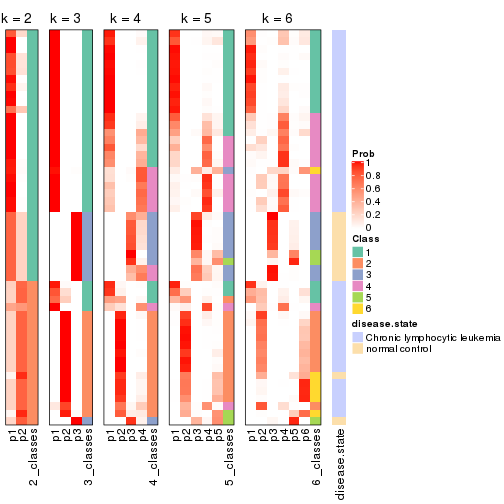 k = 2 k = 3 k = 4 k = 5 k = 6
Prob
1
0.8
0.6
0.4
0.2
0
Class
1
2
3
4
5
6
disease.state
Chronic lymphocytic leukemia
normal control
p1 p2 2_classes p1 p2 p3 3_classes p1 p2 p3 p4 4_classes p1 p2 p3 p4 p5 5_classes p1 p2 p3 p4 p5 p6 6_classes disease.state